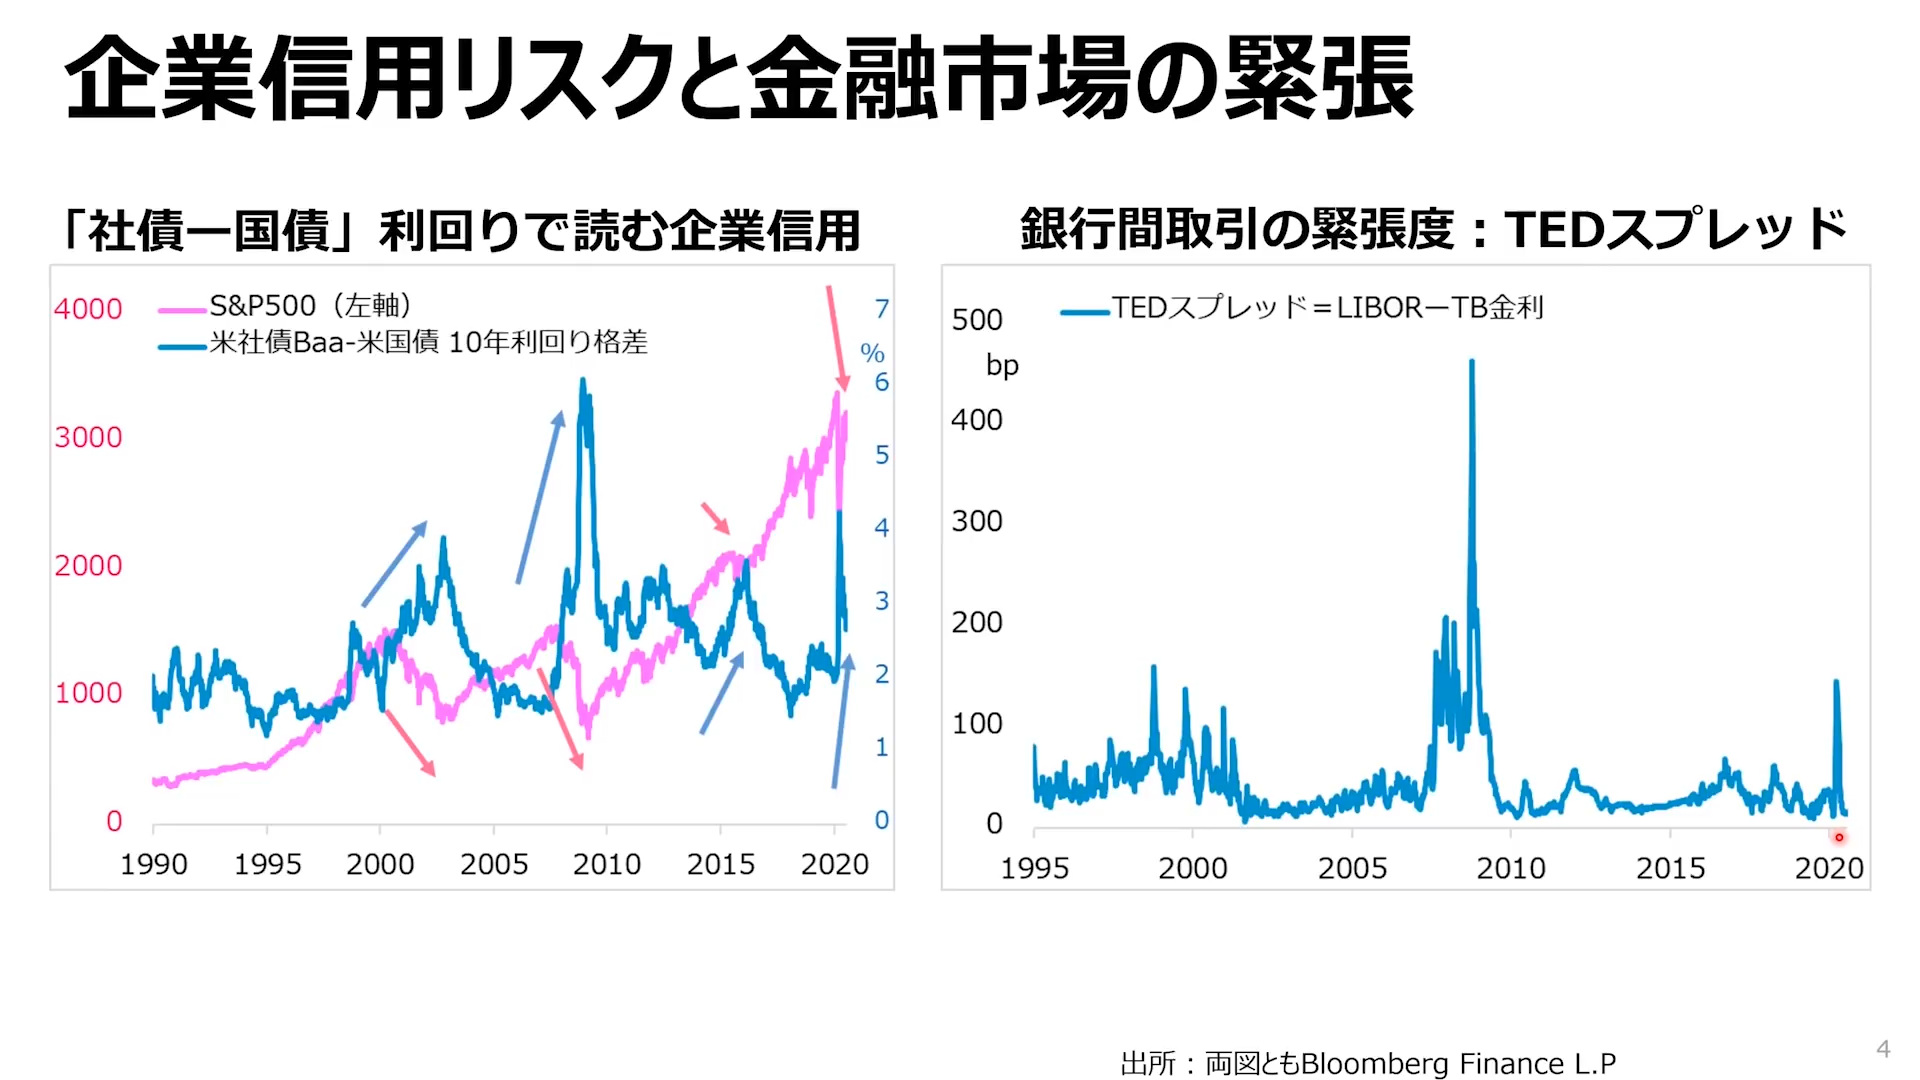 企業信用リスクと金融市場の緊張
「社債ー国債」利回りで読む企業信用
S&P500（左軸）
米社債Baa-米国債 10年利回り格差
4000
3000
2000
1000
0
7
%
6
5
4
3
2
1
0
1990 1995 2000 2005 2010 2015 2020
銀行間取引の緊張度：TEDスプレッド
TEDスプレッド＝LIBORーTB金利
500
bp
400
300
200
100
0
1995 2000 2005 2010 2015 2020
出所：両図ともBloomberg Finance L.P
4